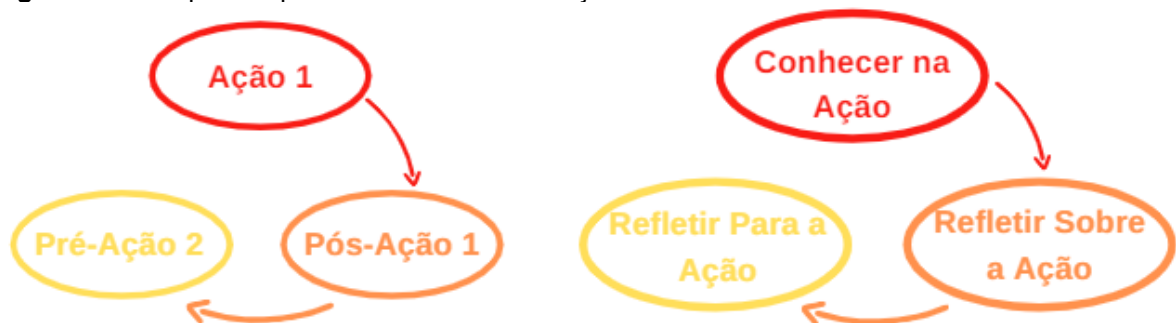 Ação 1
Pré-Ação 2
Pós-Ação 1
Conhecer na
Ação
Refletir Para a
Ação
Refletir Sobre
a Ação